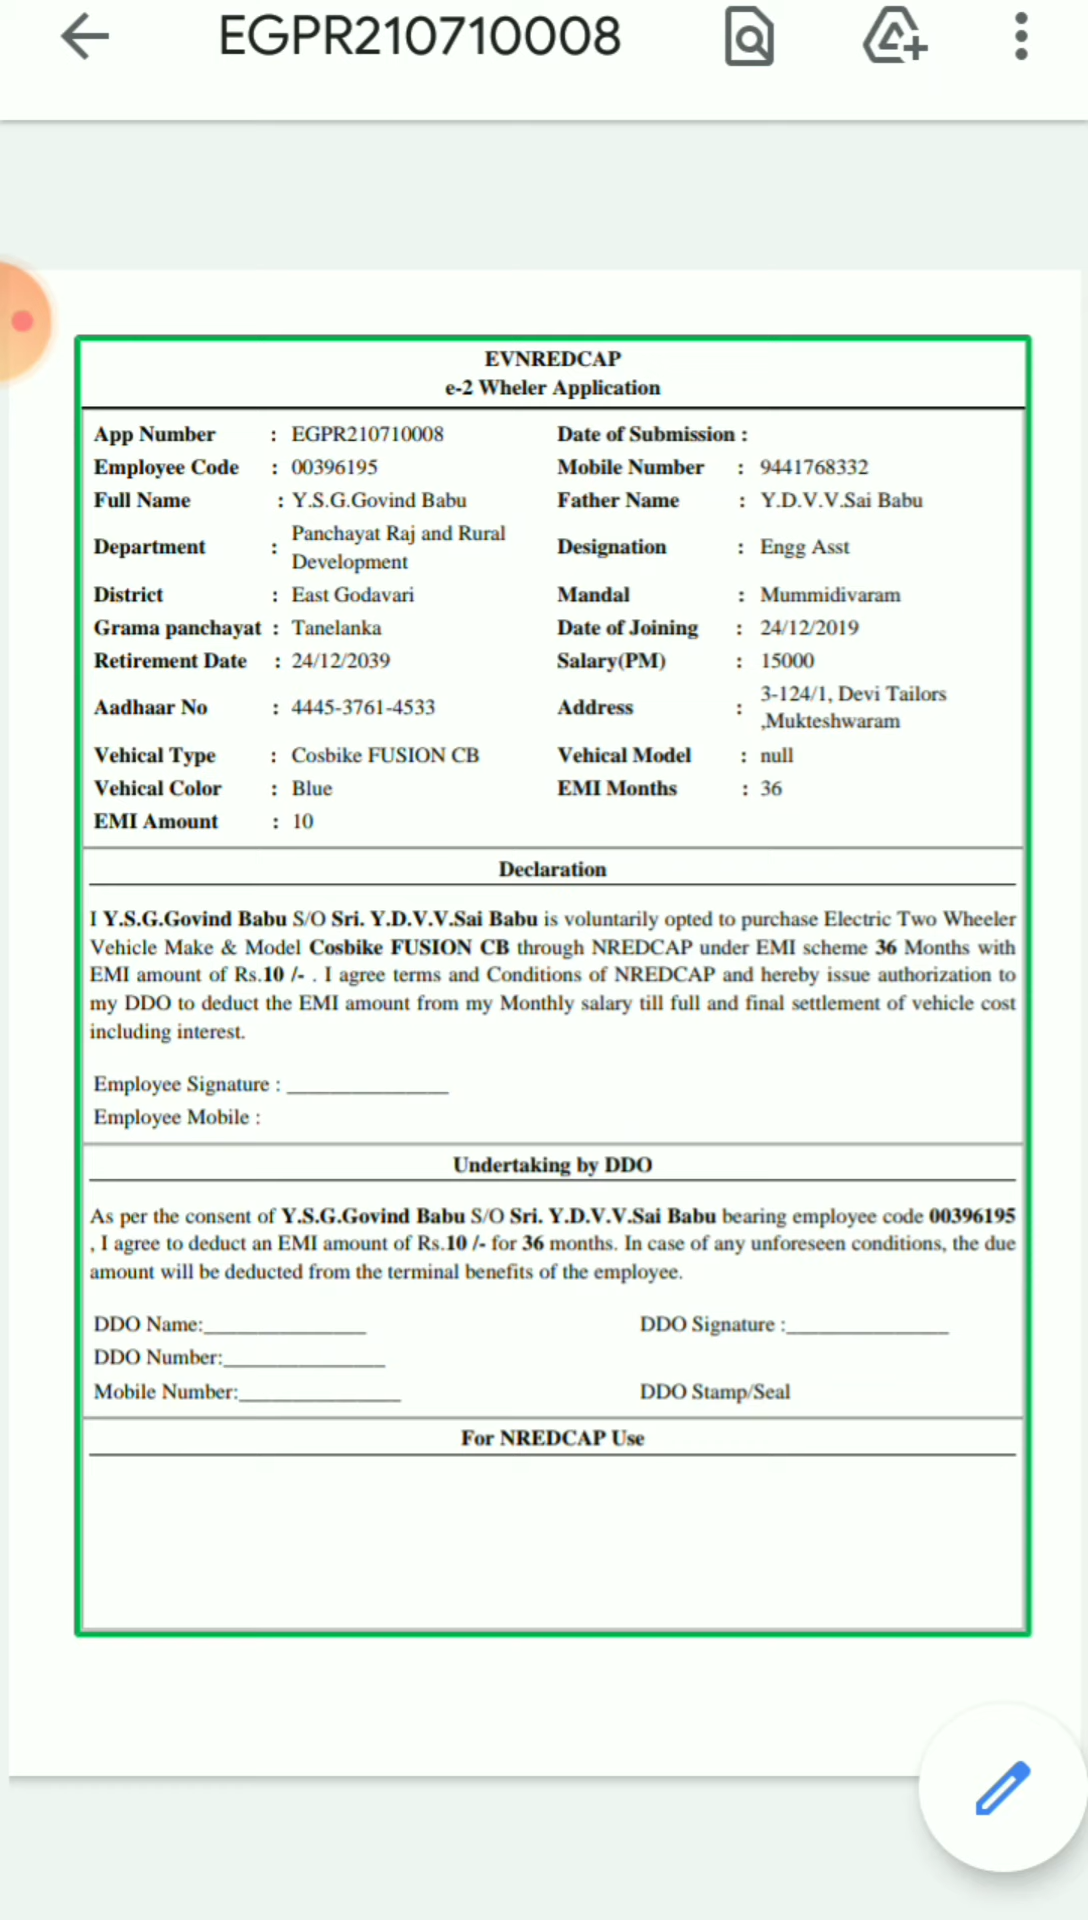 EGPR210710008
EVNREDCAP
e-2 Wheler Application
App Number : EGPR210710008 Date of Submission :
Employee Code : 00396195 Mobile Number : 9441768332
Full Name : Y.S.G.Govind Babu Father Name : Y.D.V.V.Sai Babu
Department : Panchayat Raj and Rural Development Designation : Engg Asst
District : East Godavari Mandal : Mummidivaram
Grama panchayat : Tanelanka Date of Joining : 24/12/2019
Retirement Date : 24/12/2039 Salary(PM) : 15000
Aadhaar No : 4445-3761-4533 Address : 3-124/1, Devi Tailors ,Mukteshwaram
Vehical Type : Cosbike FUSION CB Vehical Model : null
Vehical Color : Blue EMI Months : 36
EMI Amount : 10
Declaration
I Y.S.G.Govind Babu S/O Sri. Y.D.V.V.Sai Babu is voluntarily opted to purchase Electric Two Wheeler
Vehicle Make & Model Cosbike FUSION CB through NREDCAP under EMI scheme 36 Months with
EMI amount of Rs.10 /- . I agree terms and Conditions of NREDCAP and hereby issue authorization to
my DDO to deduct the EMI amount from my Monthly salary till full and final settlement of vehicle cost
including interest.
Employee Signature : _______________
Employee Mobile :
Undertaking by DDO
As per the consent of Y.S.G.Govind Babu S/O Sri. Y.D.V.V.Sai Babu bearing employee code 00396195
, I agree to deduct an EMI amount of Rs.10 /- for 36 months. In case of any unforeseen conditions, the due
amount will be deducted from the terminal benefits of the employee.
DDO Name:_______________ DDO Signature :_______________
DDO Number:_______________
Mobile Number:_______________ DDO Stamp/Seal
For NREDCAP Use